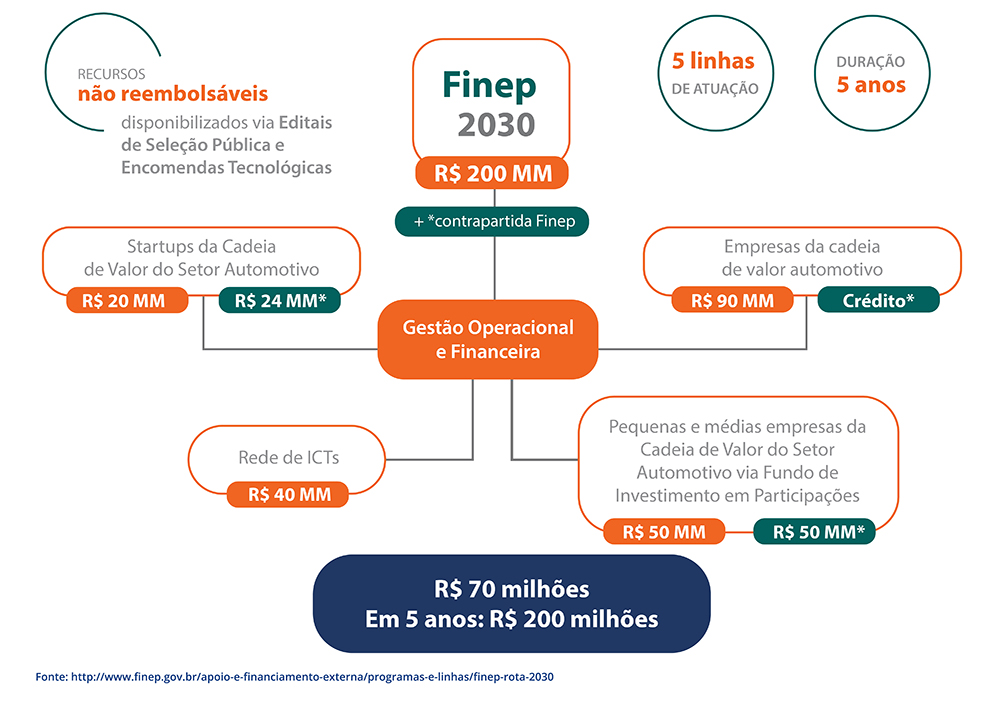 RECURSOS
não reembolsáveis
disponibilizados via Editais
de Seleção Pública e
Encomendas Tecnológicas
Finep
2030
R$ 200 MM
+ *contrapartida Finep
5 linhas
DE ATUAÇÃO
DURAÇÃO
5 anos
Startups da Cadeia
de Valor do Setor Automotivo
R$ 20 MM
R$ 24 MM*
Empresas da cadeia
de valor automotivo
R$ 90 MM
Crédito*
Gestão Operacional
e Financeira
Rede de ICTs
R$ 40 MM
Pequenas e médias empresas da
Cadeia de Valor do Setor
Automotivo via Fundo de
Investimento em Participações
R$ 50 MM
R$ 50 MM*
R$ 70 milhões
Em 5 anos: R$ 200 milhões
Fonte: http://www.finep.gov.br/apoio-e-financiamento-externa/programas-e-linhas/finep-rota-2030